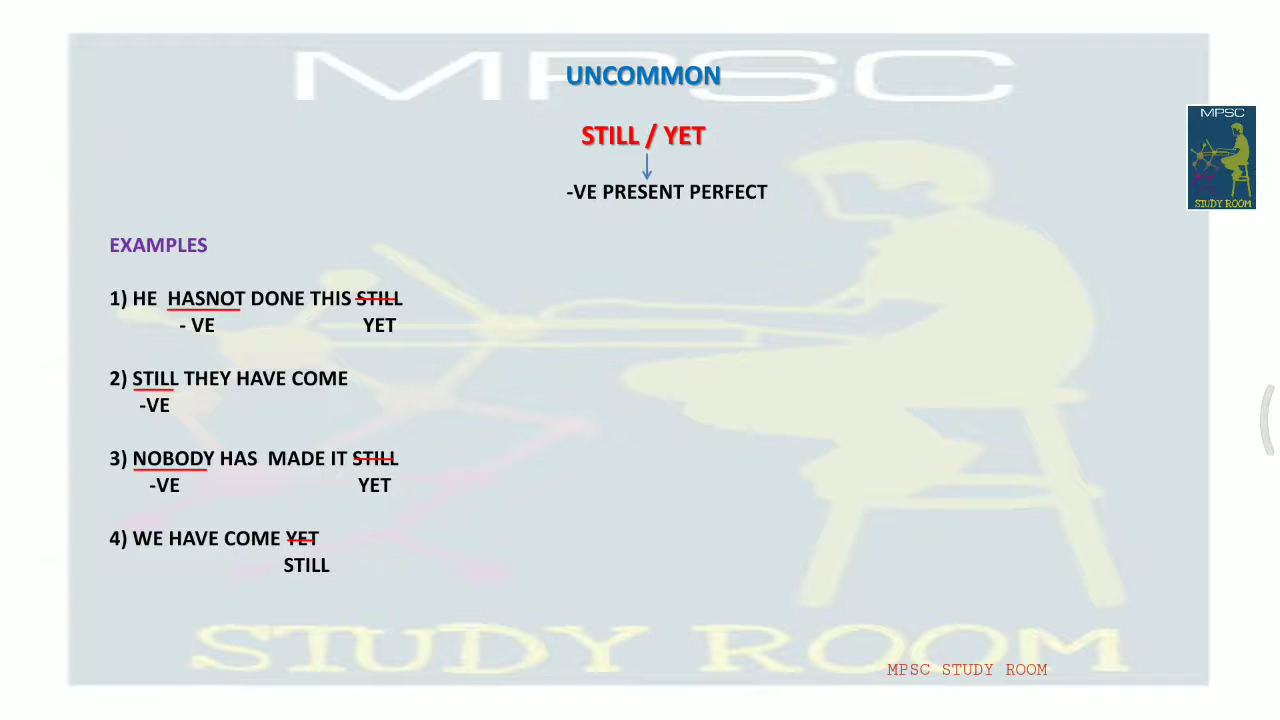 MPSC
UNCOMMON
STILL / YET
-VE PRESENT PERFECT
MPSC
STUDY ROOM
EXAMPLES
1) HE HASNOT DONE THIS STILL
- VE YET
2) STILL THEY HAVE COME
-VE
3) NOBODY HAS MADE IT STILL
-VE YET
4) WE HAVE COME YET
STILL
STUDY ROOM
MPSC STUDY ROOM